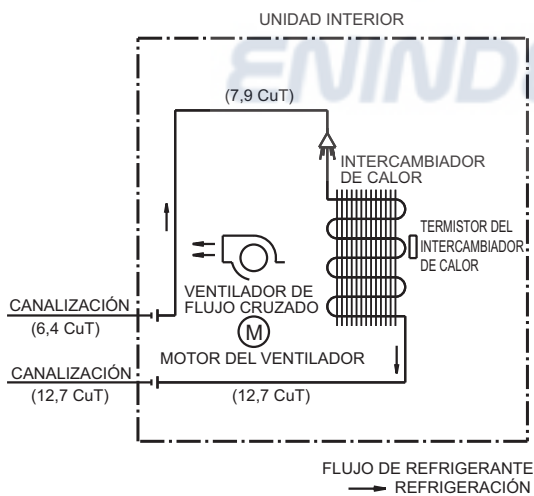 UNIDAD INTERIOR
(7,9 CuT)
INTERCAMBIADOR
DE CALOR
TERMISTOR DEL
INTERCAMBIADOR
DE CALOR
VENTILADOR DE
FLUJO CRUZADO
M
MOTOR DEL VENTILADOR
CANALIZACIÓN
(6,4 CuT)
CANALIZACIÓN
(12,7 CuT)
(12,7 CuT)
FLUJO DE REFRIGERANTE
REFRIGERACIÓN